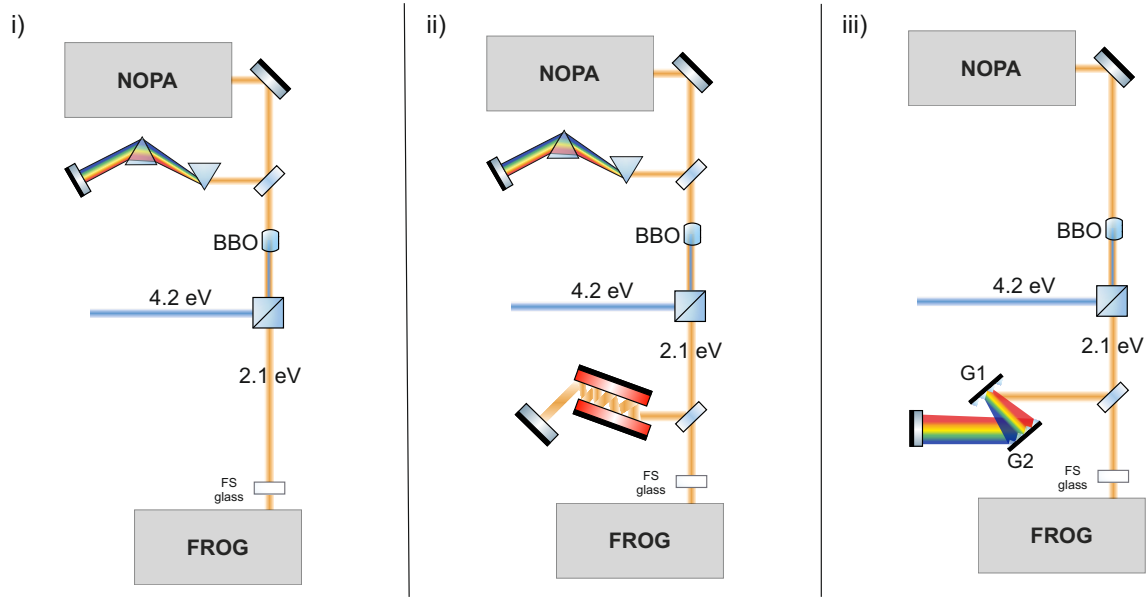 i)
NOPA
BBO
4.2 eV
2.1 eV
FS
glass
FROG
ii)
NOPA
BBO
4.2 eV
2.1 eV
FS
glass
FROG
iii)
NOPA
BBO
4.2 eV
2.1 eV
G1
G2
FS
glass
FROG